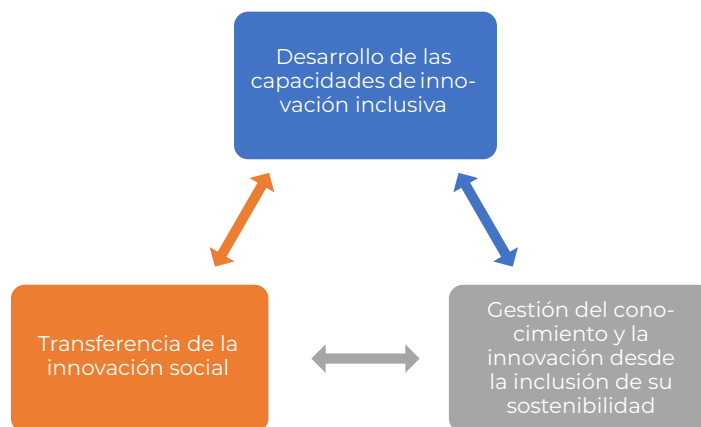 Desarrollo de las
capacidades de inno-
vación inclusiva
Transferencia de la
innovación social
Gestión del cono-
cimiento y la
innovación desde
la inclusión de su
sostenibilidad